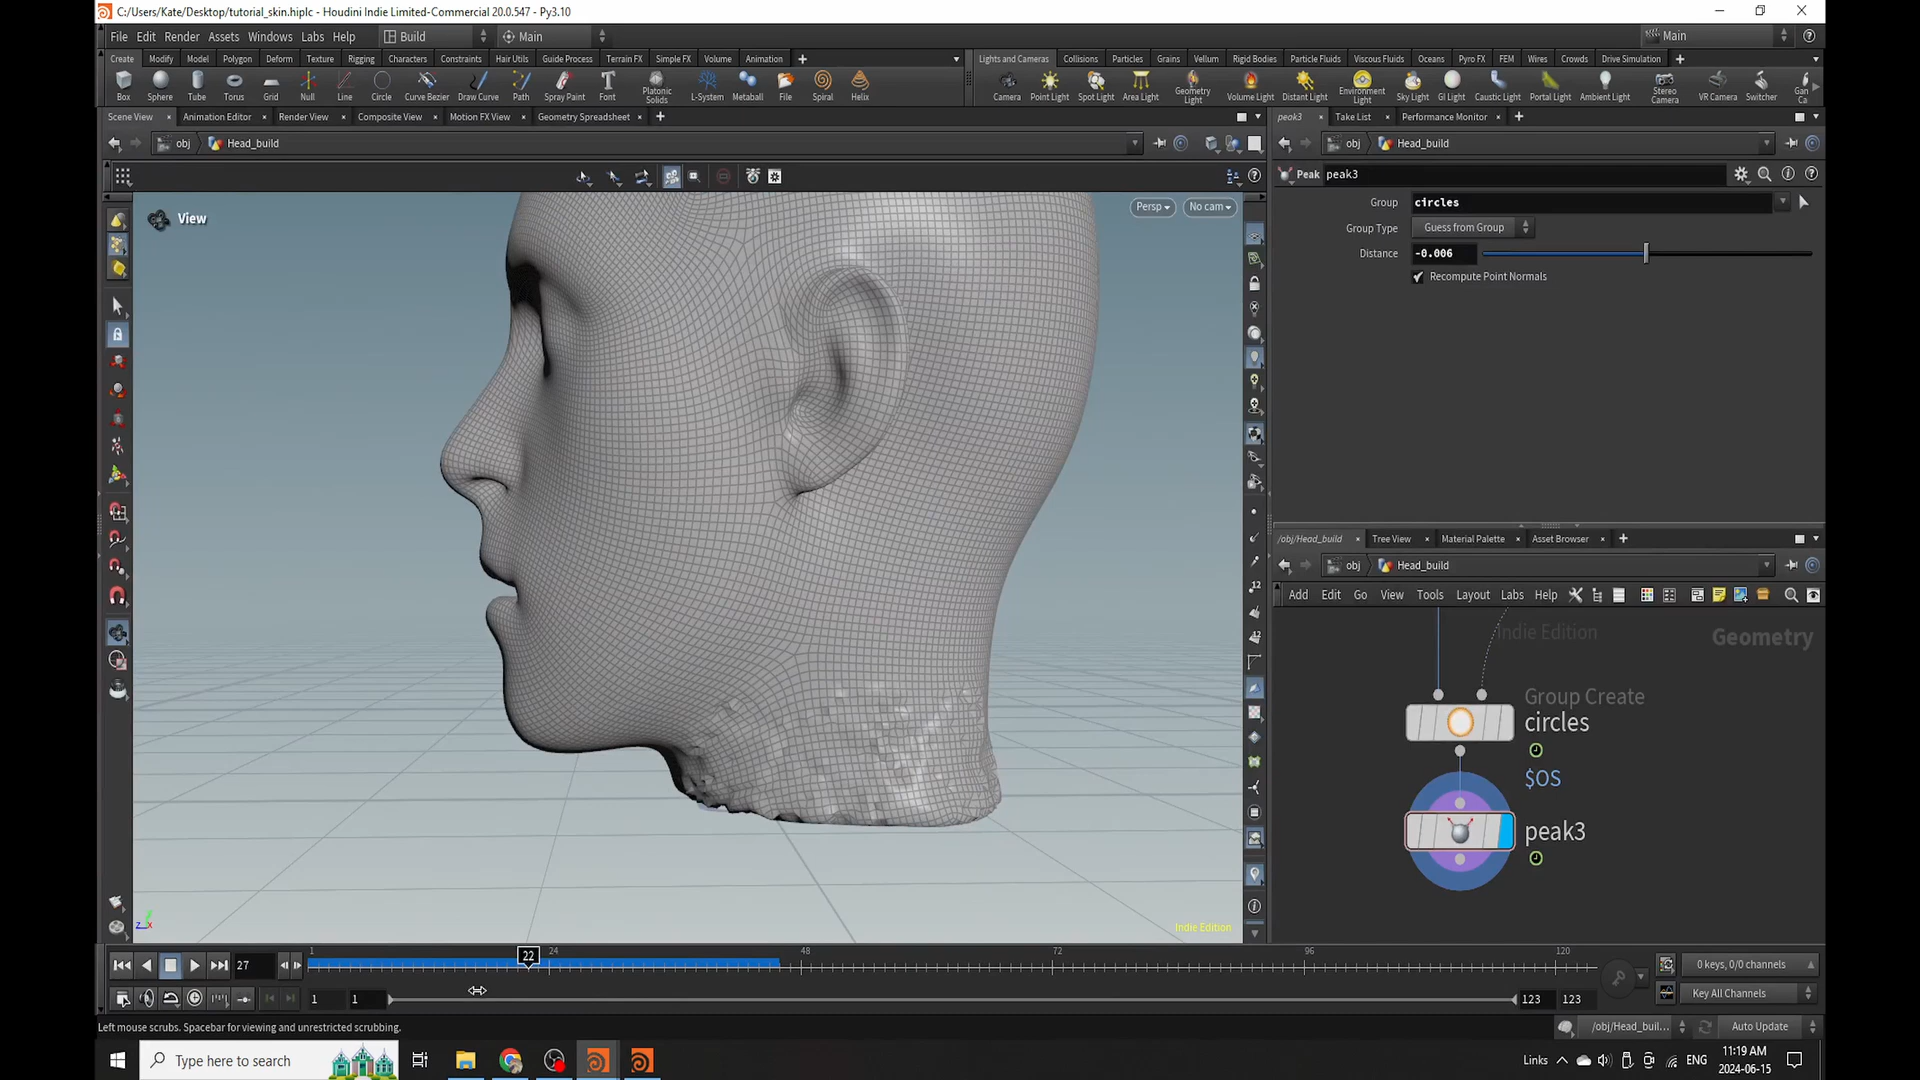 C:/Users/Kate/Desktop/tutorial_skin.hiplc - Houdini Indie Limited-Commercial 20.0.547 - Py3.10
File Edit Render Assets Windows Labs Help Build Main Main
Create Modify Model Polygon Deform Texture Rigging Characters Constraints Hair Utils Guide Process Terrain FX Simple FX Volume Animation
Lights and Cameras Collisions Particles Grains Vellum Rigid Bodies Particle Fluids Viscous Fluids Oceans Pyro FX FEM Wires Crowds Drive Simulation
Box Sphere Tube Torus Grid Null Line Circle Curve Bezier Draw Curve Path Spray Paint Font Platonic Solids L-System Metaball File Spiral Helix
Camera Point Light Spot Light Area Light Geometry Light Volume Light Distant Light Environment Light Sky Light GI Light Caustic Light Portal Light Ambient Light Stereo Camera VR Camera Switcher
Scene View Animation Editor Render View Composite View Motion FX View Geometry Spreadsheet
peak3 Take List Performance Monitor
obj Head_build
obj Head_build
Peak peak3
View
Persp No cam
Group circles
Group Type Guess from Group
Distance -0.006
Recompute Point Normals
/obj/Head_build Tree View Material Palette Asset Browser
obj Head_build
Add Edit Go View Tools Layout Labs Help
Indie Edition
Geometry
Group Create
circles
$OS
peak3
Indie Edition
27 1 22 24 48 72 96 120
0 keys, 0/0 channels
1 1 123 123
Key All Channels
Left mouse scrubs. Spacebar for viewing and unrestricted scrubbing.
/obj/Head_buil... Auto Update
Type here to search
Links ENG
11:19 AM
2024-06-15